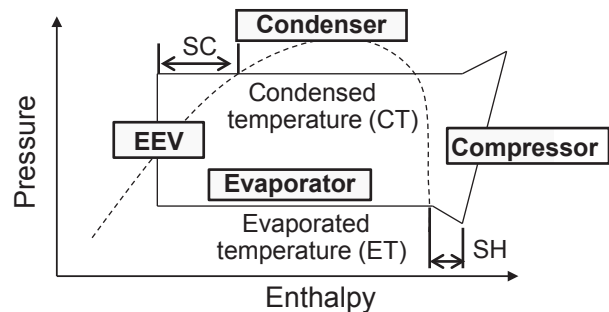 Condenser
SC
Condensed
temperature (CT)
EEV
Compressor
Evaporator
Evaporated
temperature (ET)
SH
Pressure
Enthalpy